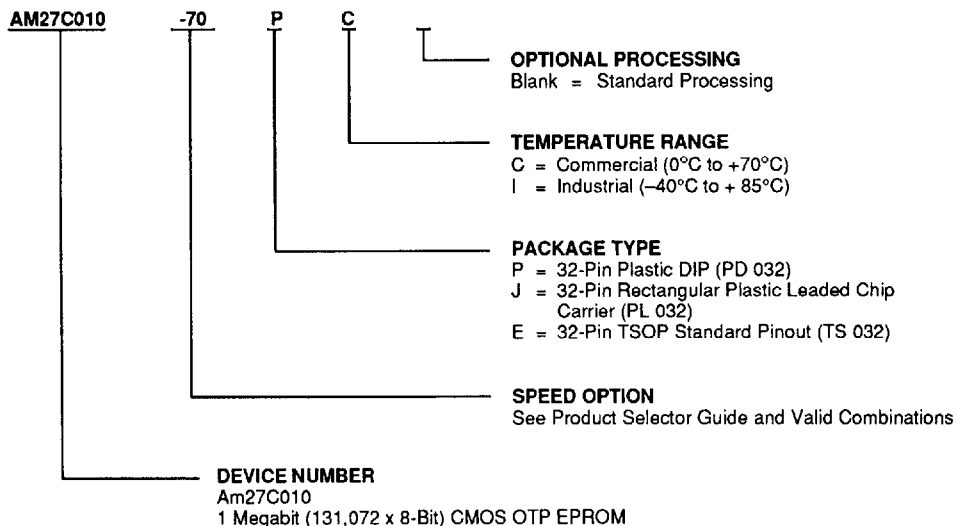 AM27C010 -70 P C
OPTIONAL PROCESSING
Blank = Standard Processing
TEMPERATURE RANGE
C = Commercial (0°C to +70°C)
I = Industrial (–40°C to + 85°C)
PACKAGE TYPE
P = 32-Pin Plastic DIP (PD 032)
J = 32-Pin Rectangular Plastic Leaded Chip
Carrier (PL 032)
E = 32-Pin TSOP Standard Pinout (TS 032)
SPEED OPTION
See Product Selector Guide and Valid Combinations
DEVICE NUMBER
Am27C010
1 Megabit (131,072 x 8-Bit) CMOS OTP EPROM